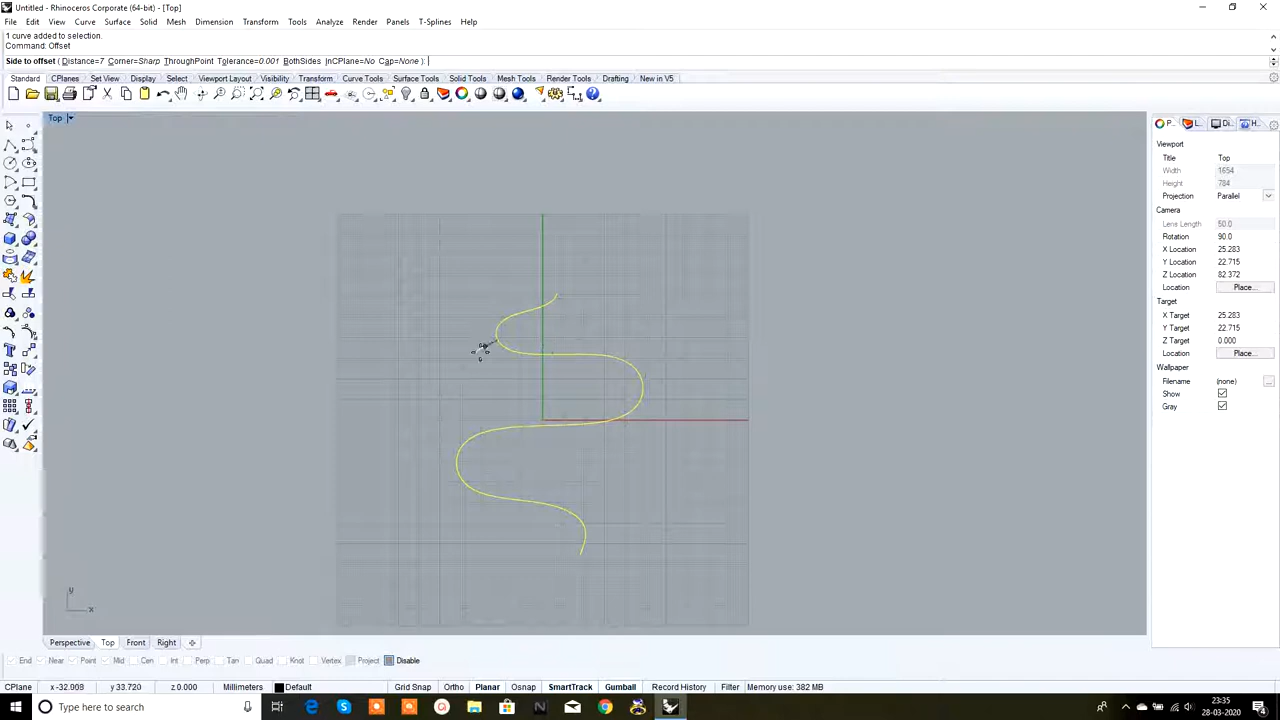 Untitled - Rhinoceros Corporate (64-bit) - [Top]
File Edit View Curve Surface Solid Mesh Dimension Transform Tools Analyze Render Panels T-Splines Help
1 curve added to selection.
Command: Offset
Side to offset ( Distance=7 Corner=Sharp ThroughPoint Tolerance=0.001 BothSides InCPlane=No Cap=None ):
Standard CPlanes Set View Display Select Viewport Layout Visibility Transform Curve Tools Surface Tools Solid Tools Mesh Tools Render Tools Drafting New in V5
Top
P... L... Di... H...
Viewport
Title Top
Width 1654
Height 784
Projection Parallel
Camera
Lens Length 50.0
Rotation 90.0
X Location 25.283
Y Location 22.715
Z Location 82.372
Location Place...
Target
X Target 25.283
Y Target 22.715
Z Target 0.000
Location Place...
Wallpaper
Filename (none) ...
Show
Gray
y
x
Perspective Top Front Right
End Near Point Mid Cen Int Perp Tan Quad Knot Vertex Project Disable
CPlane x-32.908 y 33.720 z 0.000 Millimeters Default Grid Snap Ortho Planar Osnap SmartTrack Gumball Record History Filter Memory use: 382 MB
Type here to search
23:35
28-03-2020